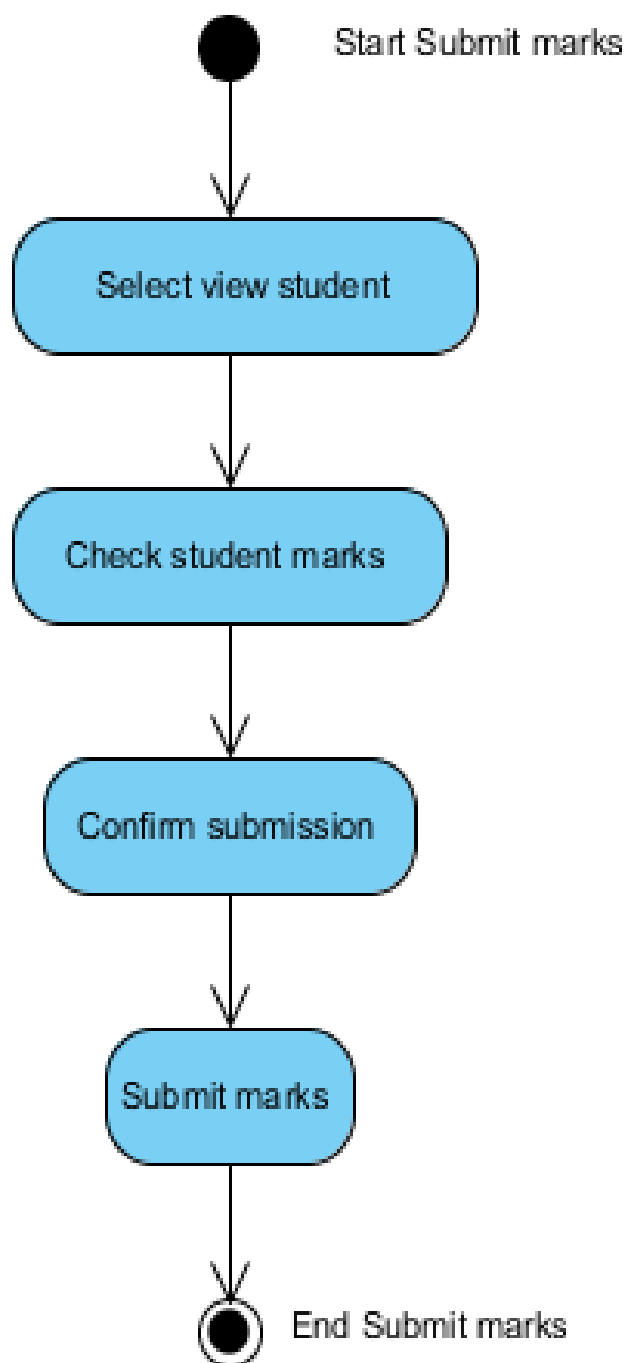 Start Submit marks
Select view student
Check student marks
Confirm submission
Submit marks
End Submit marks